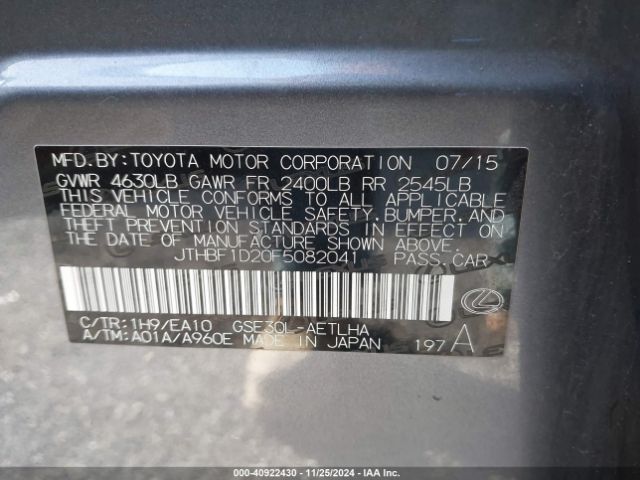 MFD.BY:TOYOTA MOTOR CORPORATION 07/15
GVWR 4630LB GAWR FR 2400LB RR 2545LB
THIS VEHICLE CONFORMS TO ALL APPLICABLE
FEDERAL MOTOR VEHICLE SAFETY,BUMPER,AND
THEFT PREVENTION STANDARDS IN EFFECT ON
THE DATE OF MANUFACTURE SHOWN ABOVE.
JTHBF1D20F5082041 PASS.CAR
C/TR:1H9/EA10 GSE30L-AETLHA
A/TM:A01A/A960E MADE IN JAPAN 197 A
000-40922430 - 11/25/2024 - IAA Inc.